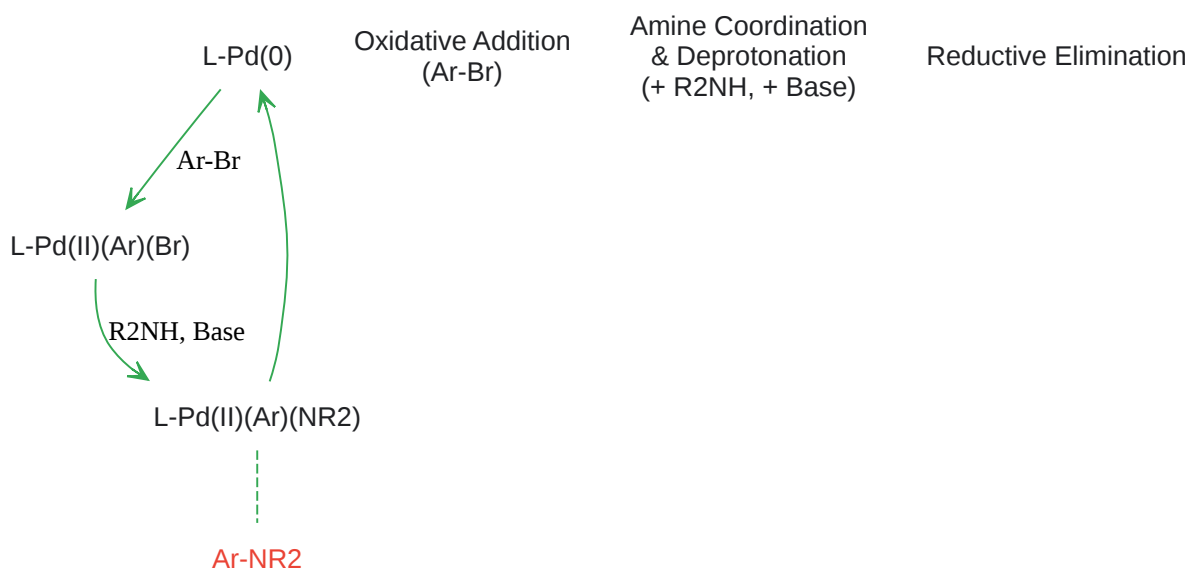 L-Pd(0)
Oxidative Addition
(Ar-Br)
Amine Coordination
& Deprotonation
(+ R2NH, + Base)
Reductive Elimination
Ar-Br
L-Pd(II)(Ar)(Br)
R2NH, Base
L-Pd(II)(Ar)(NR2)
Ar-NR2